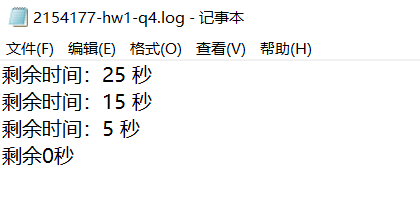 2154177-hw1-q4.log - 记事本
文件(F) 编辑(E) 格式(O) 查看(V) 帮助(H)
剩余时间：25 秒
剩余时间：15 秒
剩余时间：5 秒
剩余0秒